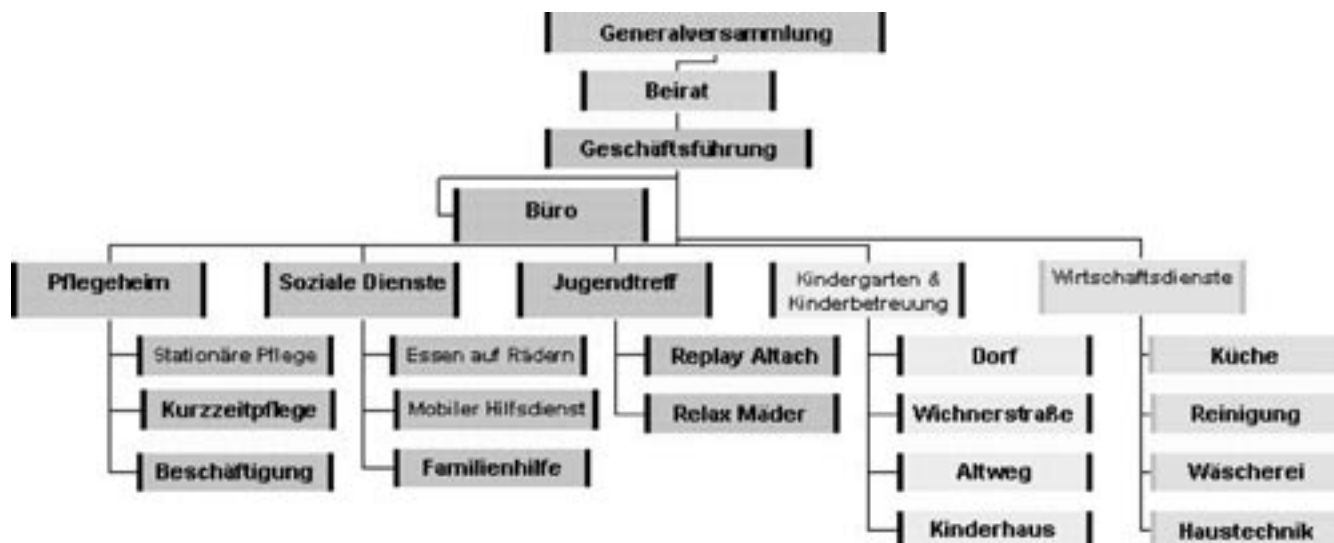 Generalversammlung
Beirat
Geschäftsführung
Büro
Pflegeheim
Soziale Dienste
Jugendtreff
Kindergarten &
Kinderbetreuung
Wirtschaftsdienste
Stationäre Pflege
Essen auf Rädern
Replay Altach
Dorf
Küche
Kurzzeitpflege
Mobiler Hilfsdienst
Relax Mäder
Wichnerstraße
Reinigung
Beschäftigung
Familienhilfe
Altweg
Wäscherei
Kinderhaus
Haustechnik